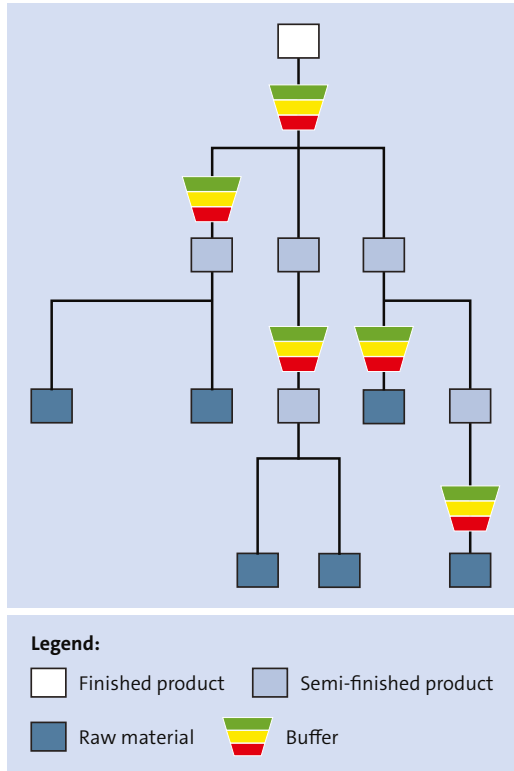 Legend:
Finished product
Semi-finished product
Raw material
Buffer